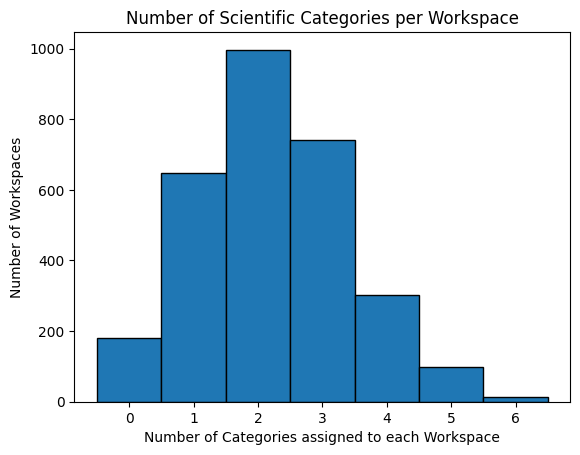 Number of Scientific Categories per Workspace
Number of Workspaces
1000
800
600
400
200
0
0 1 2 3 4 5 6
Number of Categories assigned to each Workspace